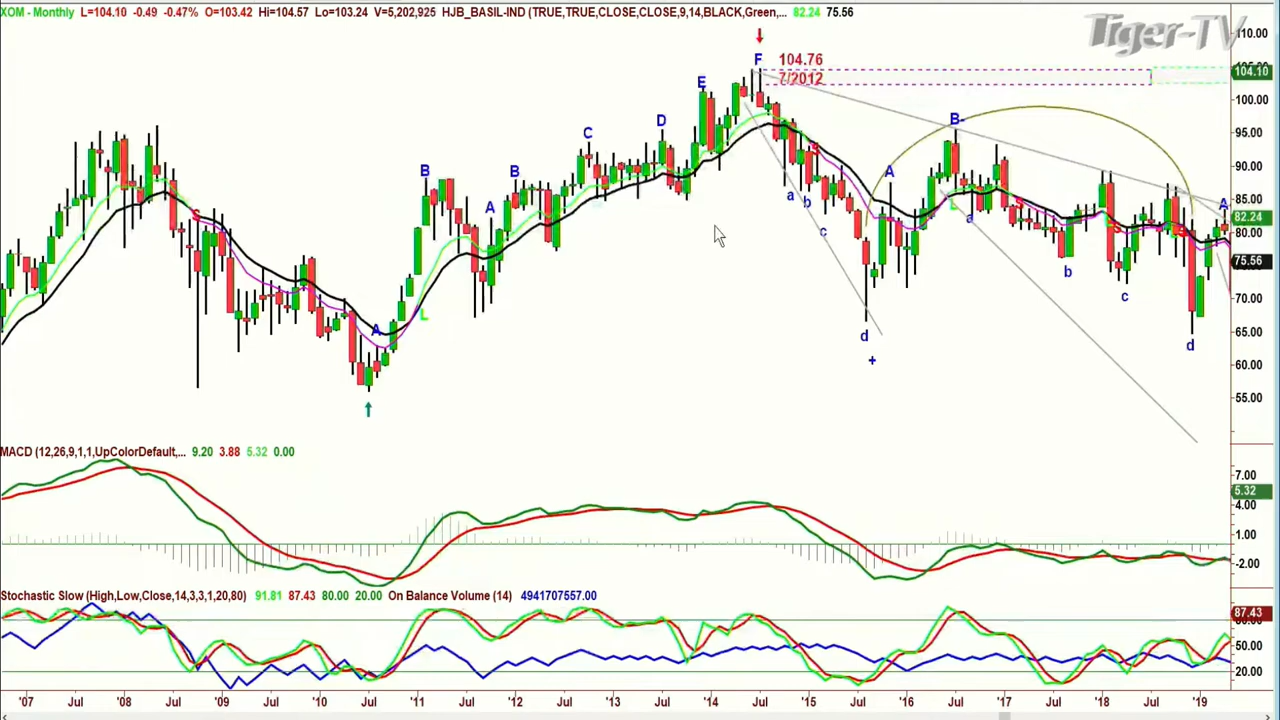 XOM - Monthly L=104.10 -0.49 -0.47% O=103.42 Hi=104.57 Lo=103.24 V=5,202,925 HJB_BASIL-IND (TRUE,TRUE,CLOSE,CLOSE,9,14,BLACK,Green,... 82.24 75.56
Tiger-TV
110.00
F 104.76
7/2012
104.10
E
100.00
D
C
B-
95.00
B
B
A
90.00
S
a
b
85.00
A
S
c
L
a
S
A
82.24
80.00
S
S
b
75.56
c
70.00
L
A
d
+
65.00
d
60.00
55.00
MACD (12,26,9,1,1,UpColorDefault,... 9.20 3.88 5.32 0.00
7.00
5.32
4.00
1.00
-2.00
Stochastic Slow (High,Low,Close,14,3,3,1,20,80) 91.81 87.43 80.00 20.00 On Balance Volume (14) 4941707557.00
87.43
50.00
20.00
'07 Jul '08 Jul '09 Jul '10 Jul '11 Jul '12 Jul '13 Jul '14 Jul '15 Jul '16 Jul '17 Jul '18 Jul '19